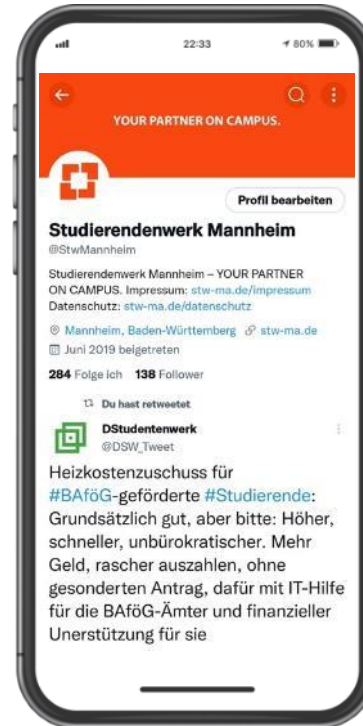 22:33
80%
YOUR PARTNER ON CAMPUS.
Profil bearbeiten
Studierendenwerk Mannheim
@StwMannheim
Studierendenwerk Mannheim – YOUR PARTNER
ON CAMPUS. Impressum: stw-ma.de/impressum
Datenschutz: stw-ma.de/datenschutz
Mannheim, Baden-Württemberg stw-ma.de
Juni 2019 beigetreten
284 Folge ich 138 Follower
Du hast retweetet
DStudentenwerk
@DSW_Tweet
Heizkostenzuschuss für
#BAföG-geförderte #Studierende:
Grundsätzlich gut, aber bitte: Höher,
schneller, unbürokratischer. Mehr
Geld, rascher auszahlen, ohne
gesonderten Antrag, dafür mit IT-Hilfe
für die BAföG-Ämter und finanzieller
Unerstützung für sie